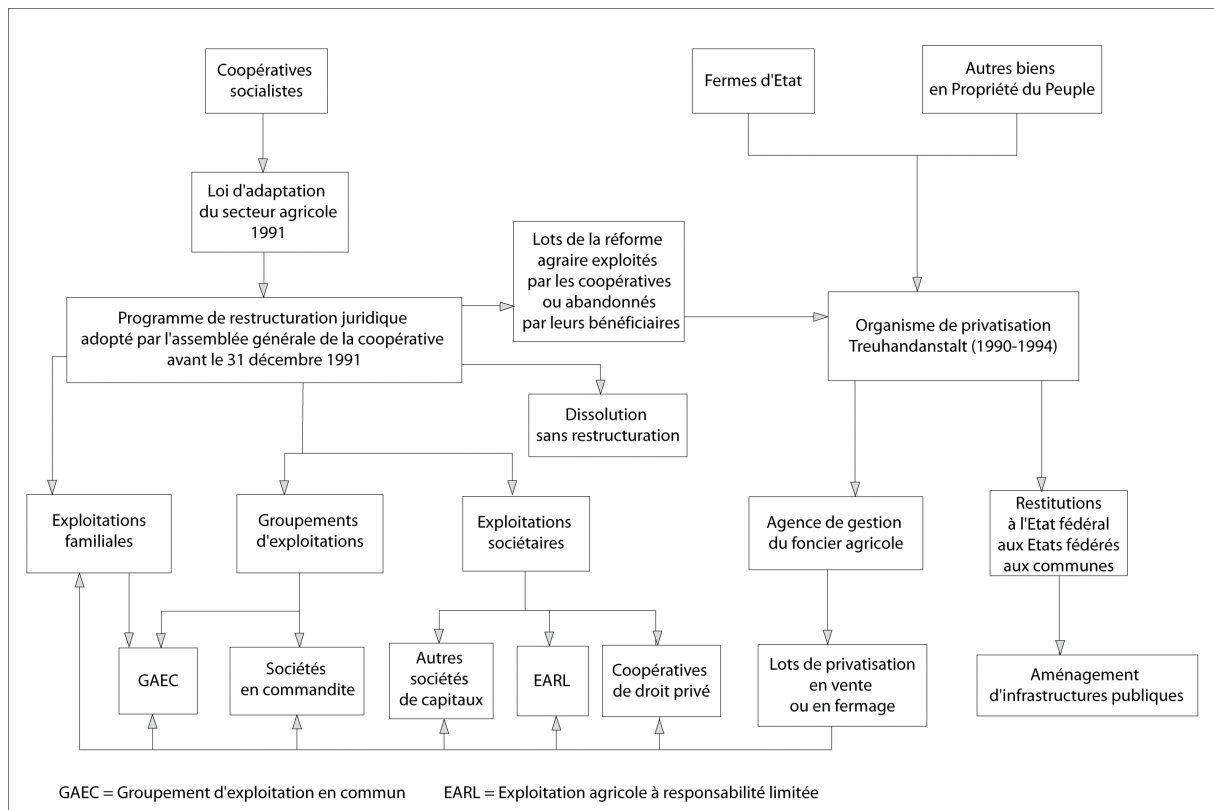 Coopératives
socialistes
Fermes d'Etat
Autres biens
en Propriété du Peuple
Loi d'adaptation
du secteur agricole
1991
Lots de la réforme
agraire exploités
par les coopératives
ou abandonnés
par leurs bénéficiaires
Programme de restructuration juridique
adopté par l'assemblée générale de la coopérative
avant le 31 décembre 1991
Organisme de privatisation
Treuhandanstalt (1990-1994)
Dissolution
sans restructuration
Exploitations
familiales
Groupements
d'exploitations
Exploitations
sociétaires
Agence de gestion
du foncier agricole
Restitutions
à l'Etat fédéral
aux Etats fédérés
aux communes
GAEC
Sociétés
en commandite
Autres
sociétés
de capitaux
EARL
Coopératives
de droit privé
Lots de privatisation
en vente
ou en fermage
Aménagement
d'infrastructures publiques
GAEC = Groupement d'exploitation en commun
EARL = Exploitation agricole à responsabilité limitée